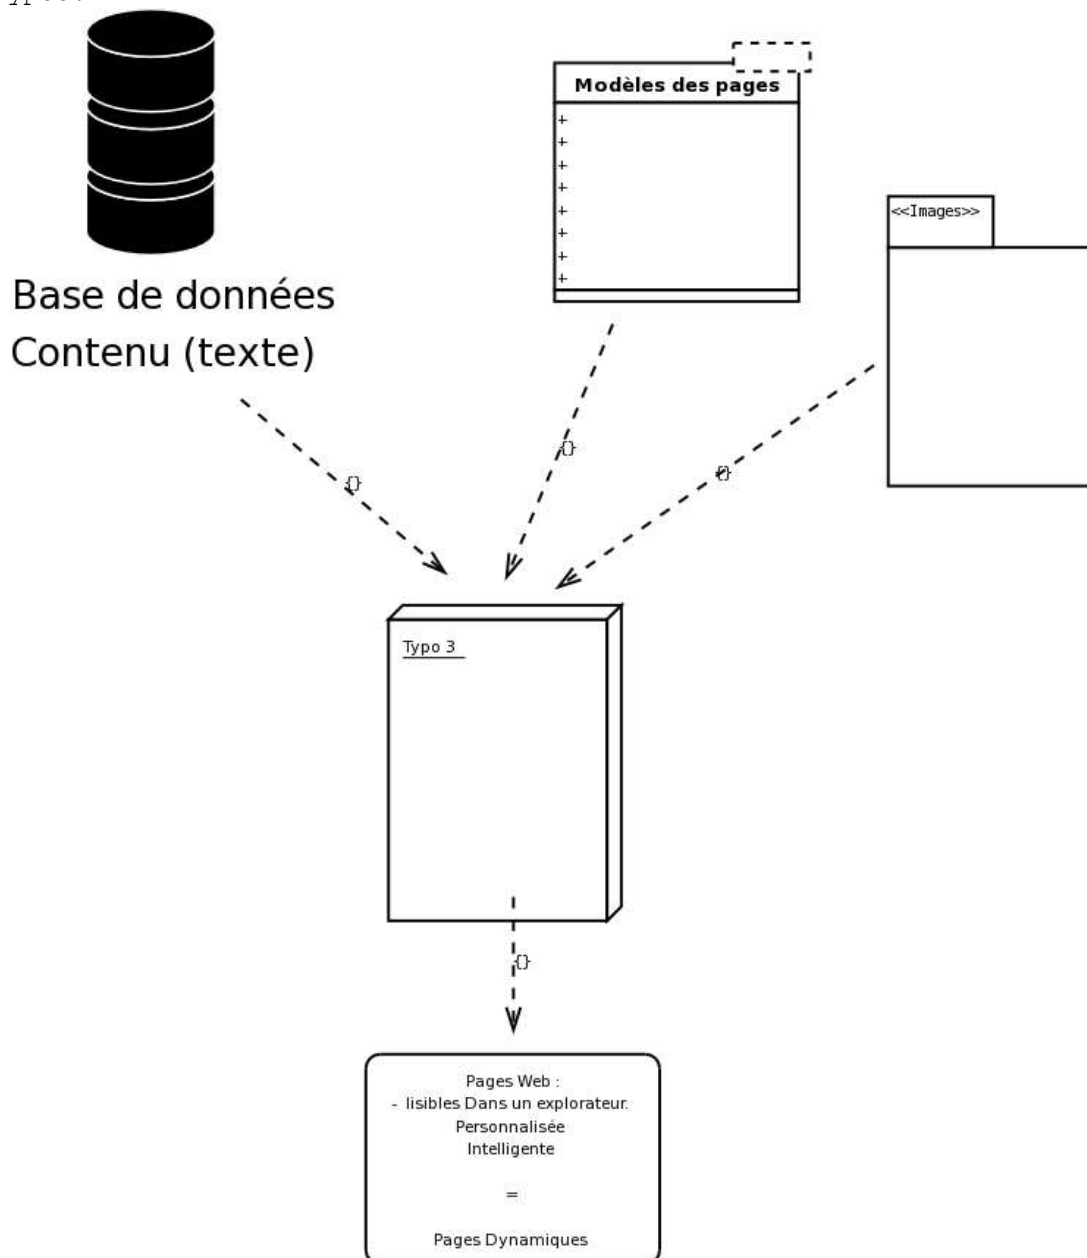 Modèles des pages
+
+
+
+
+
+
+
+
<<Images>>
Base de données
Contenu (texte)
{}
{}
{}
Typo 3
{}
Pages Web :
- lisibles Dans un explorateur.
Personnalisée
Intelligente
=
Pages Dynamiques